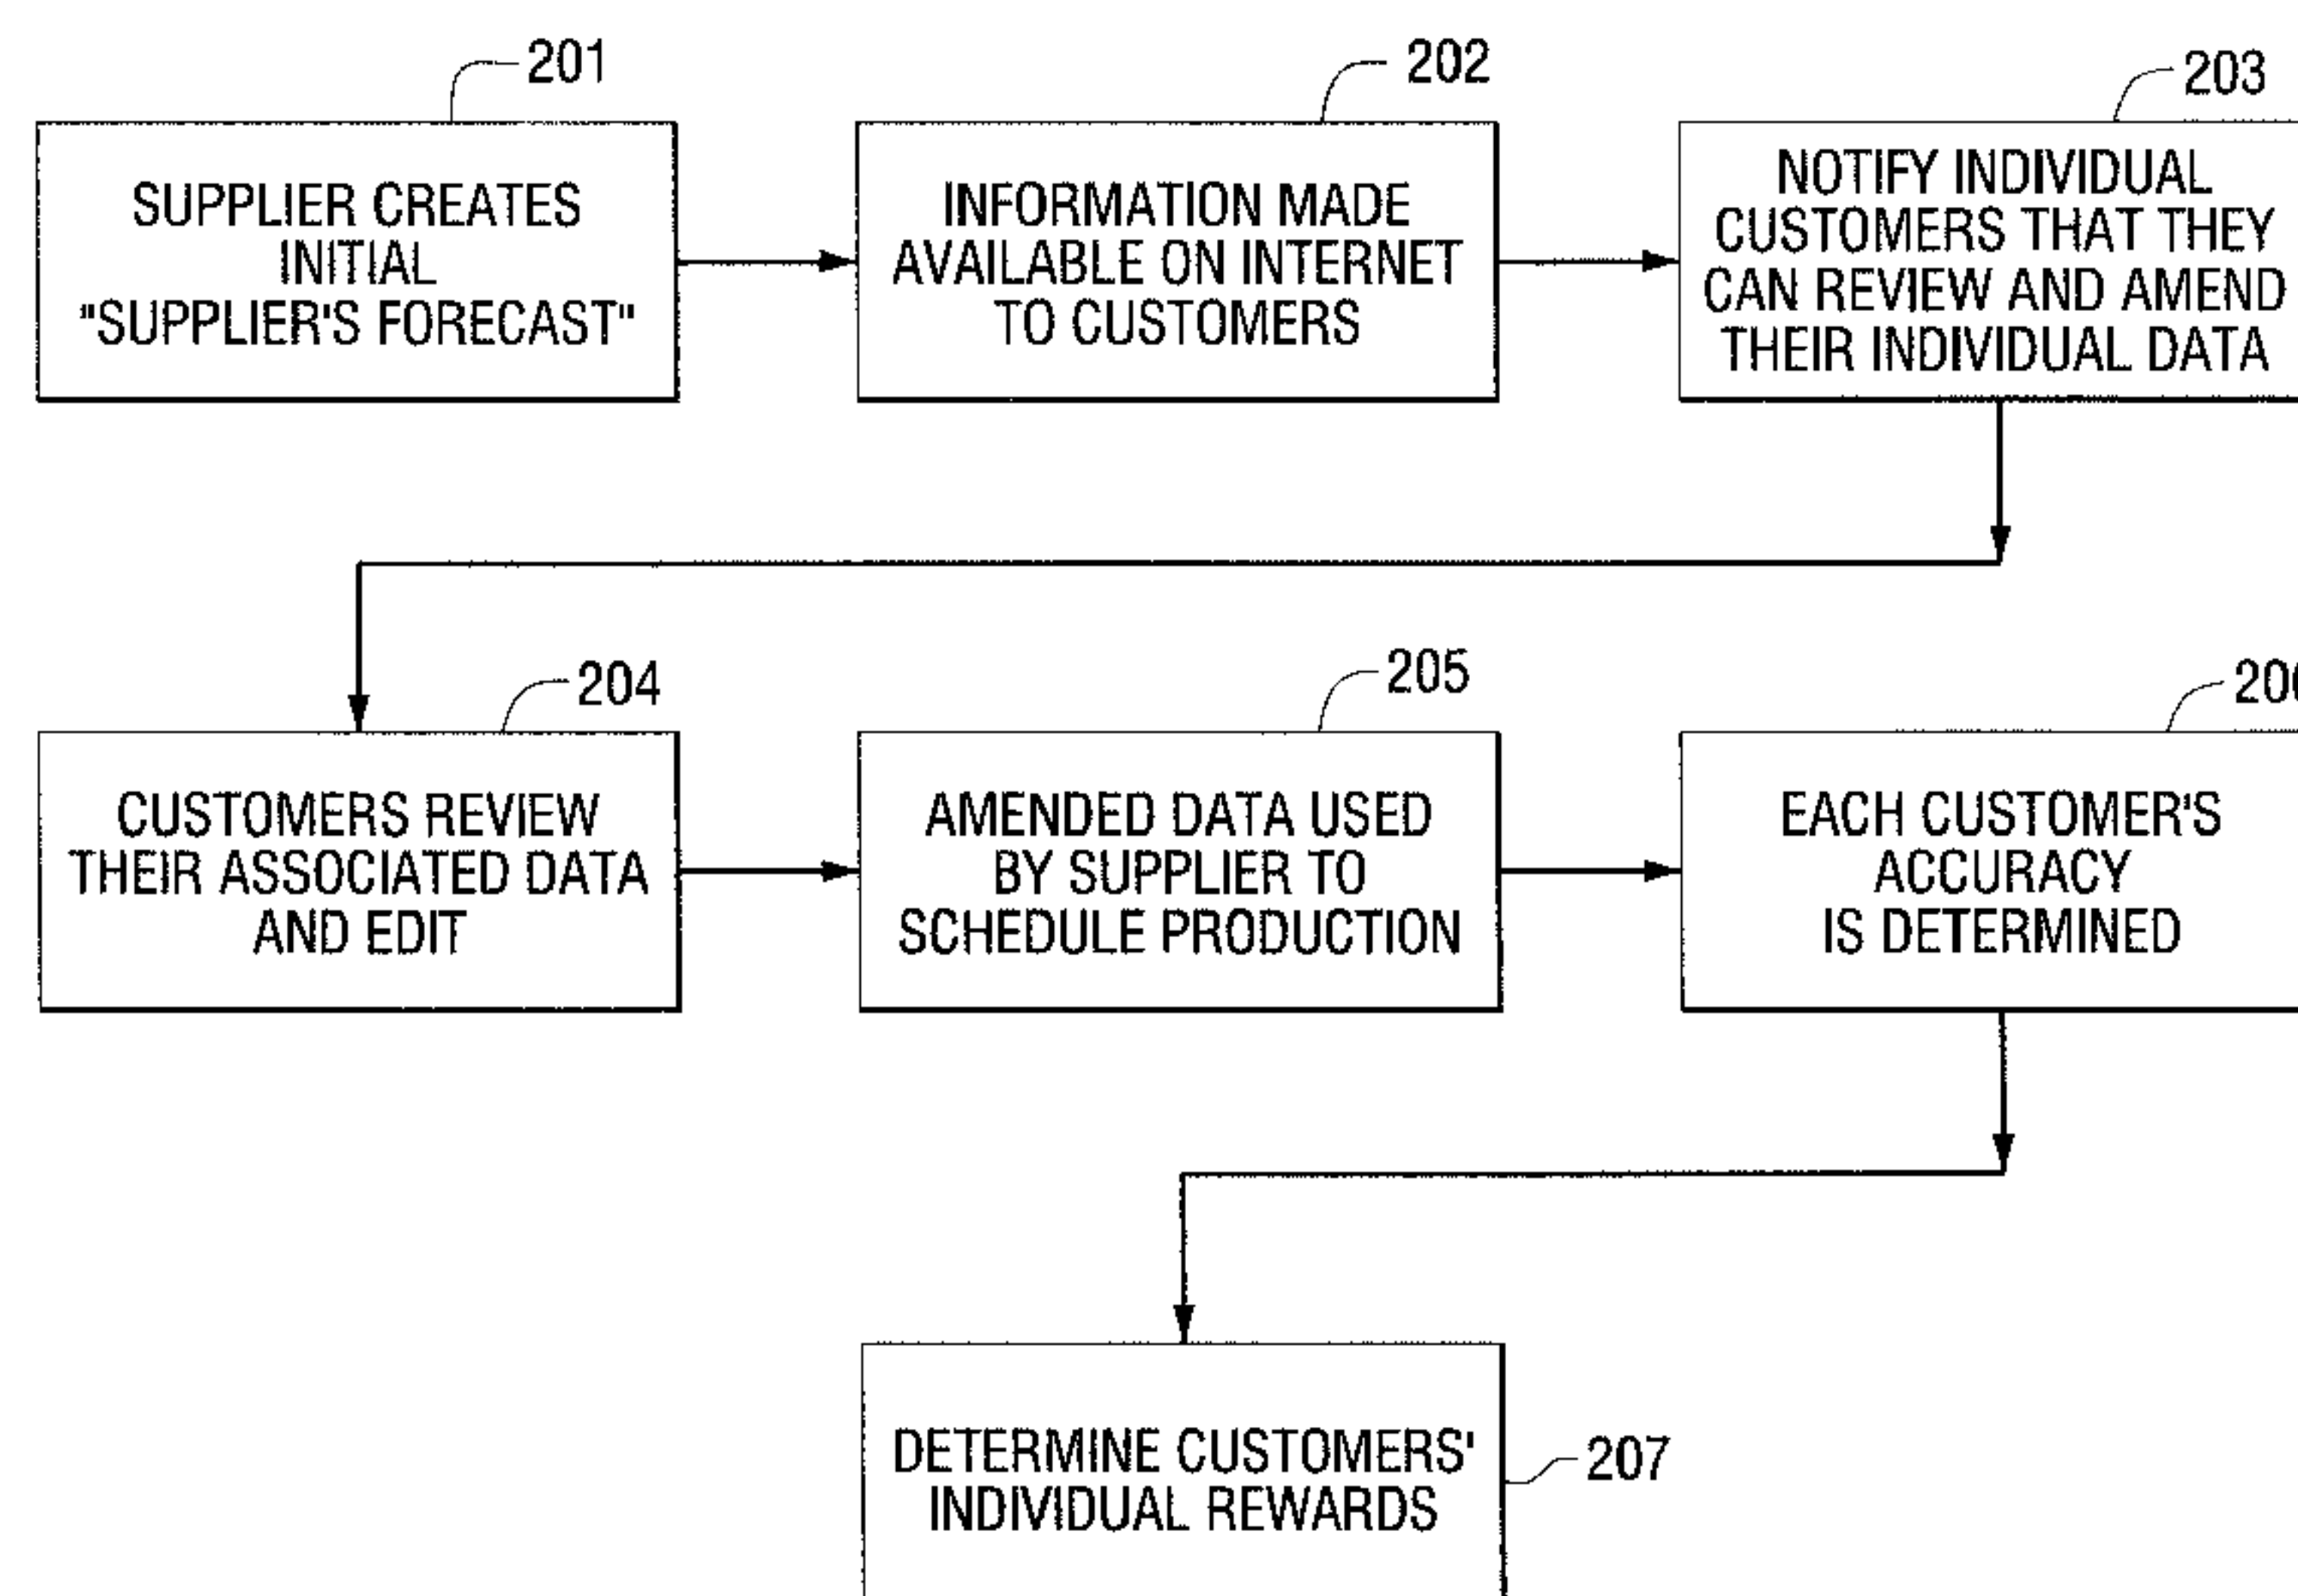 201
SUPPLIER CREATES
INITIAL
"SUPPLIER'S FORECAST"
202
INFORMATION MADE
AVAILABLE ON INTERNET
TO CUSTOMERS
203
NOTIFY INDIVIDUAL
CUSTOMERS THAT THEY
CAN REVIEW AND AMEND
THEIR INDIVIDUAL DATA
204
CUSTOMERS REVIEW
THEIR ASSOCIATED DATA
AND EDIT
205
AMENDED DATA USED
BY SUPPLIER TO
SCHEDULE PRODUCTION
EACH CUSTOMER'S
ACCURACY
IS DETERMINED
DETERMINE CUSTOMERS'
INDIVIDUAL REWARDS
207